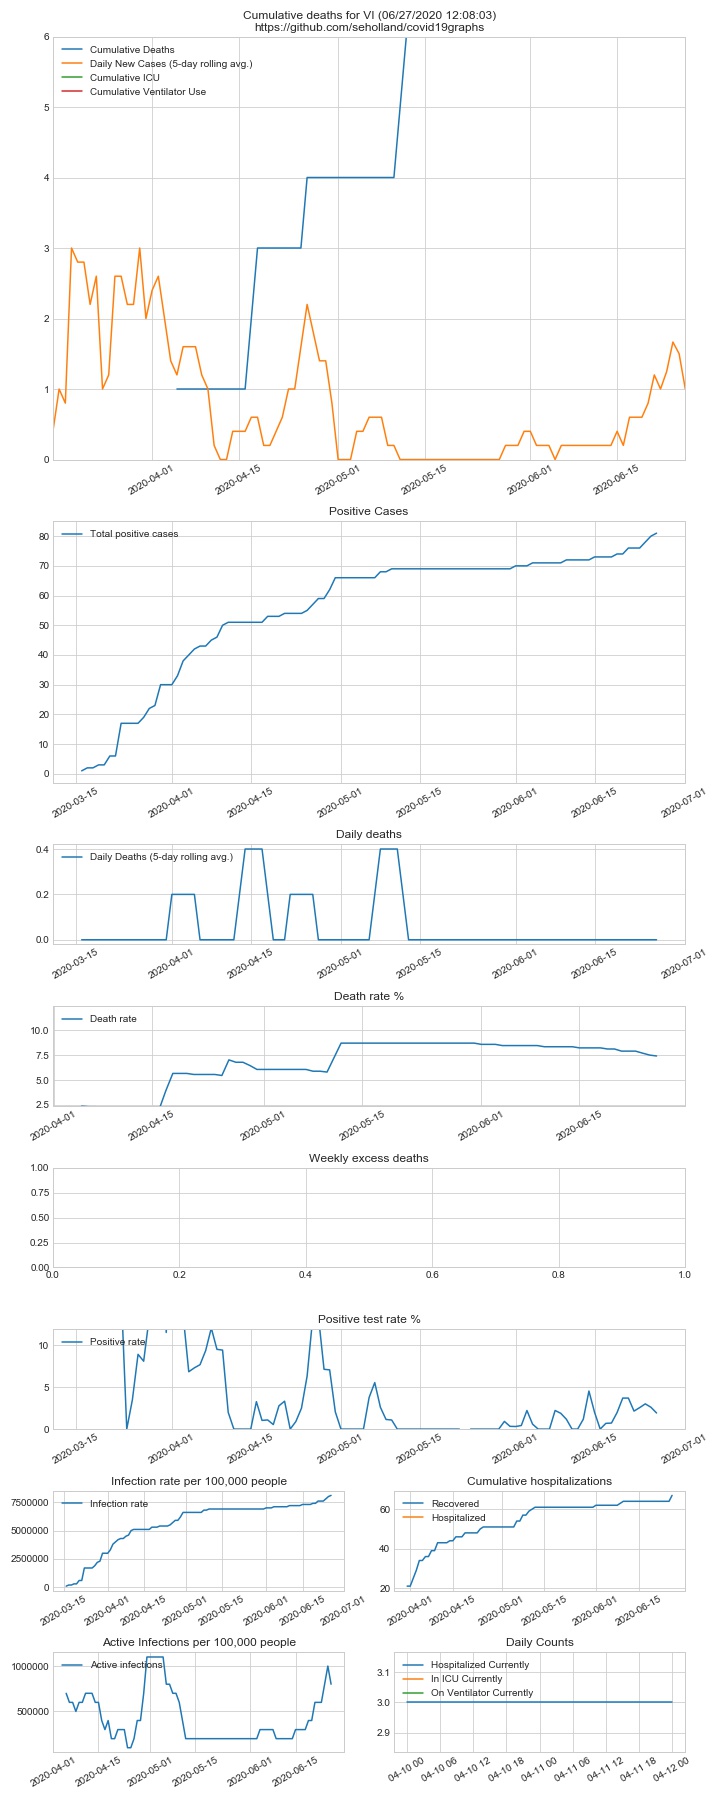 Cumulative deaths for VI (06/27/2020 12:08:03)
https://github.com/seholland/covid19graphs
Cumulative Deaths
Daily New Cases (5-day rolling avg.)
Cumulative ICU
Cumulative Ventilator Use
6
5
4
3
2
1
0
2020-04-01 2020-04-15 2020-05-01 2020-05-15 2020-06-01 2020-06-15
Positive Cases
Total positive cases
80
70
60
50
40
30
20
10
0
2020-03-15 2020-04-01 2020-04-15 2020-05-01 2020-05-15 2020-06-01 2020-06-15 2020-07-01
Daily deaths
Daily Deaths (5-day rolling avg.)
0.4
0.2
0.0
2020-03-15 2020-04-01 2020-04-15 2020-05-01 2020-05-15 2020-06-01 2020-06-15 2020-07-01
Death rate %
Death rate
10.0
7.5
5.0
2.5
2020-04-01 2020-04-15 2020-05-01 2020-05-15 2020-06-01 2020-06-15
Weekly excess deaths
1.00
0.75
0.50
0.25
0.00
0.0 0.2 0.4 0.6 0.8 1.0
Positive test rate %
Positive rate
10
5
0
2020-03-15 2020-04-01 2020-04-15 2020-05-01 2020-05-15 2020-06-01 2020-06-15 2020-07-01
Infection rate per 100,000 people
Infection rate
7500000
5000000
2500000
0
2020-03-15 2020-04-01 2020-04-15 2020-05-01 2020-05-15 2020-06-01 2020-06-15 2020-07-01
Cumulative hospitalizations
Recovered
Hospitalized
60
40
20
2020-04-01 2020-04-15 2020-05-01 2020-05-15 2020-06-01 2020-06-15
Active Infections per 100,000 people
Active infections
1000000
500000
2020-04-01 2020-04-15 2020-05-01 2020-05-15 2020-06-01 2020-06-15
Daily Counts
Hospitalized Currently
In ICU Currently
On Ventilator Currently
3.1
3.0
2.9
04-10 00 04-10 06 04-10 12 04-10 18 04-11 00 04-11 06 04-11 12 04-11 18 04-12 00